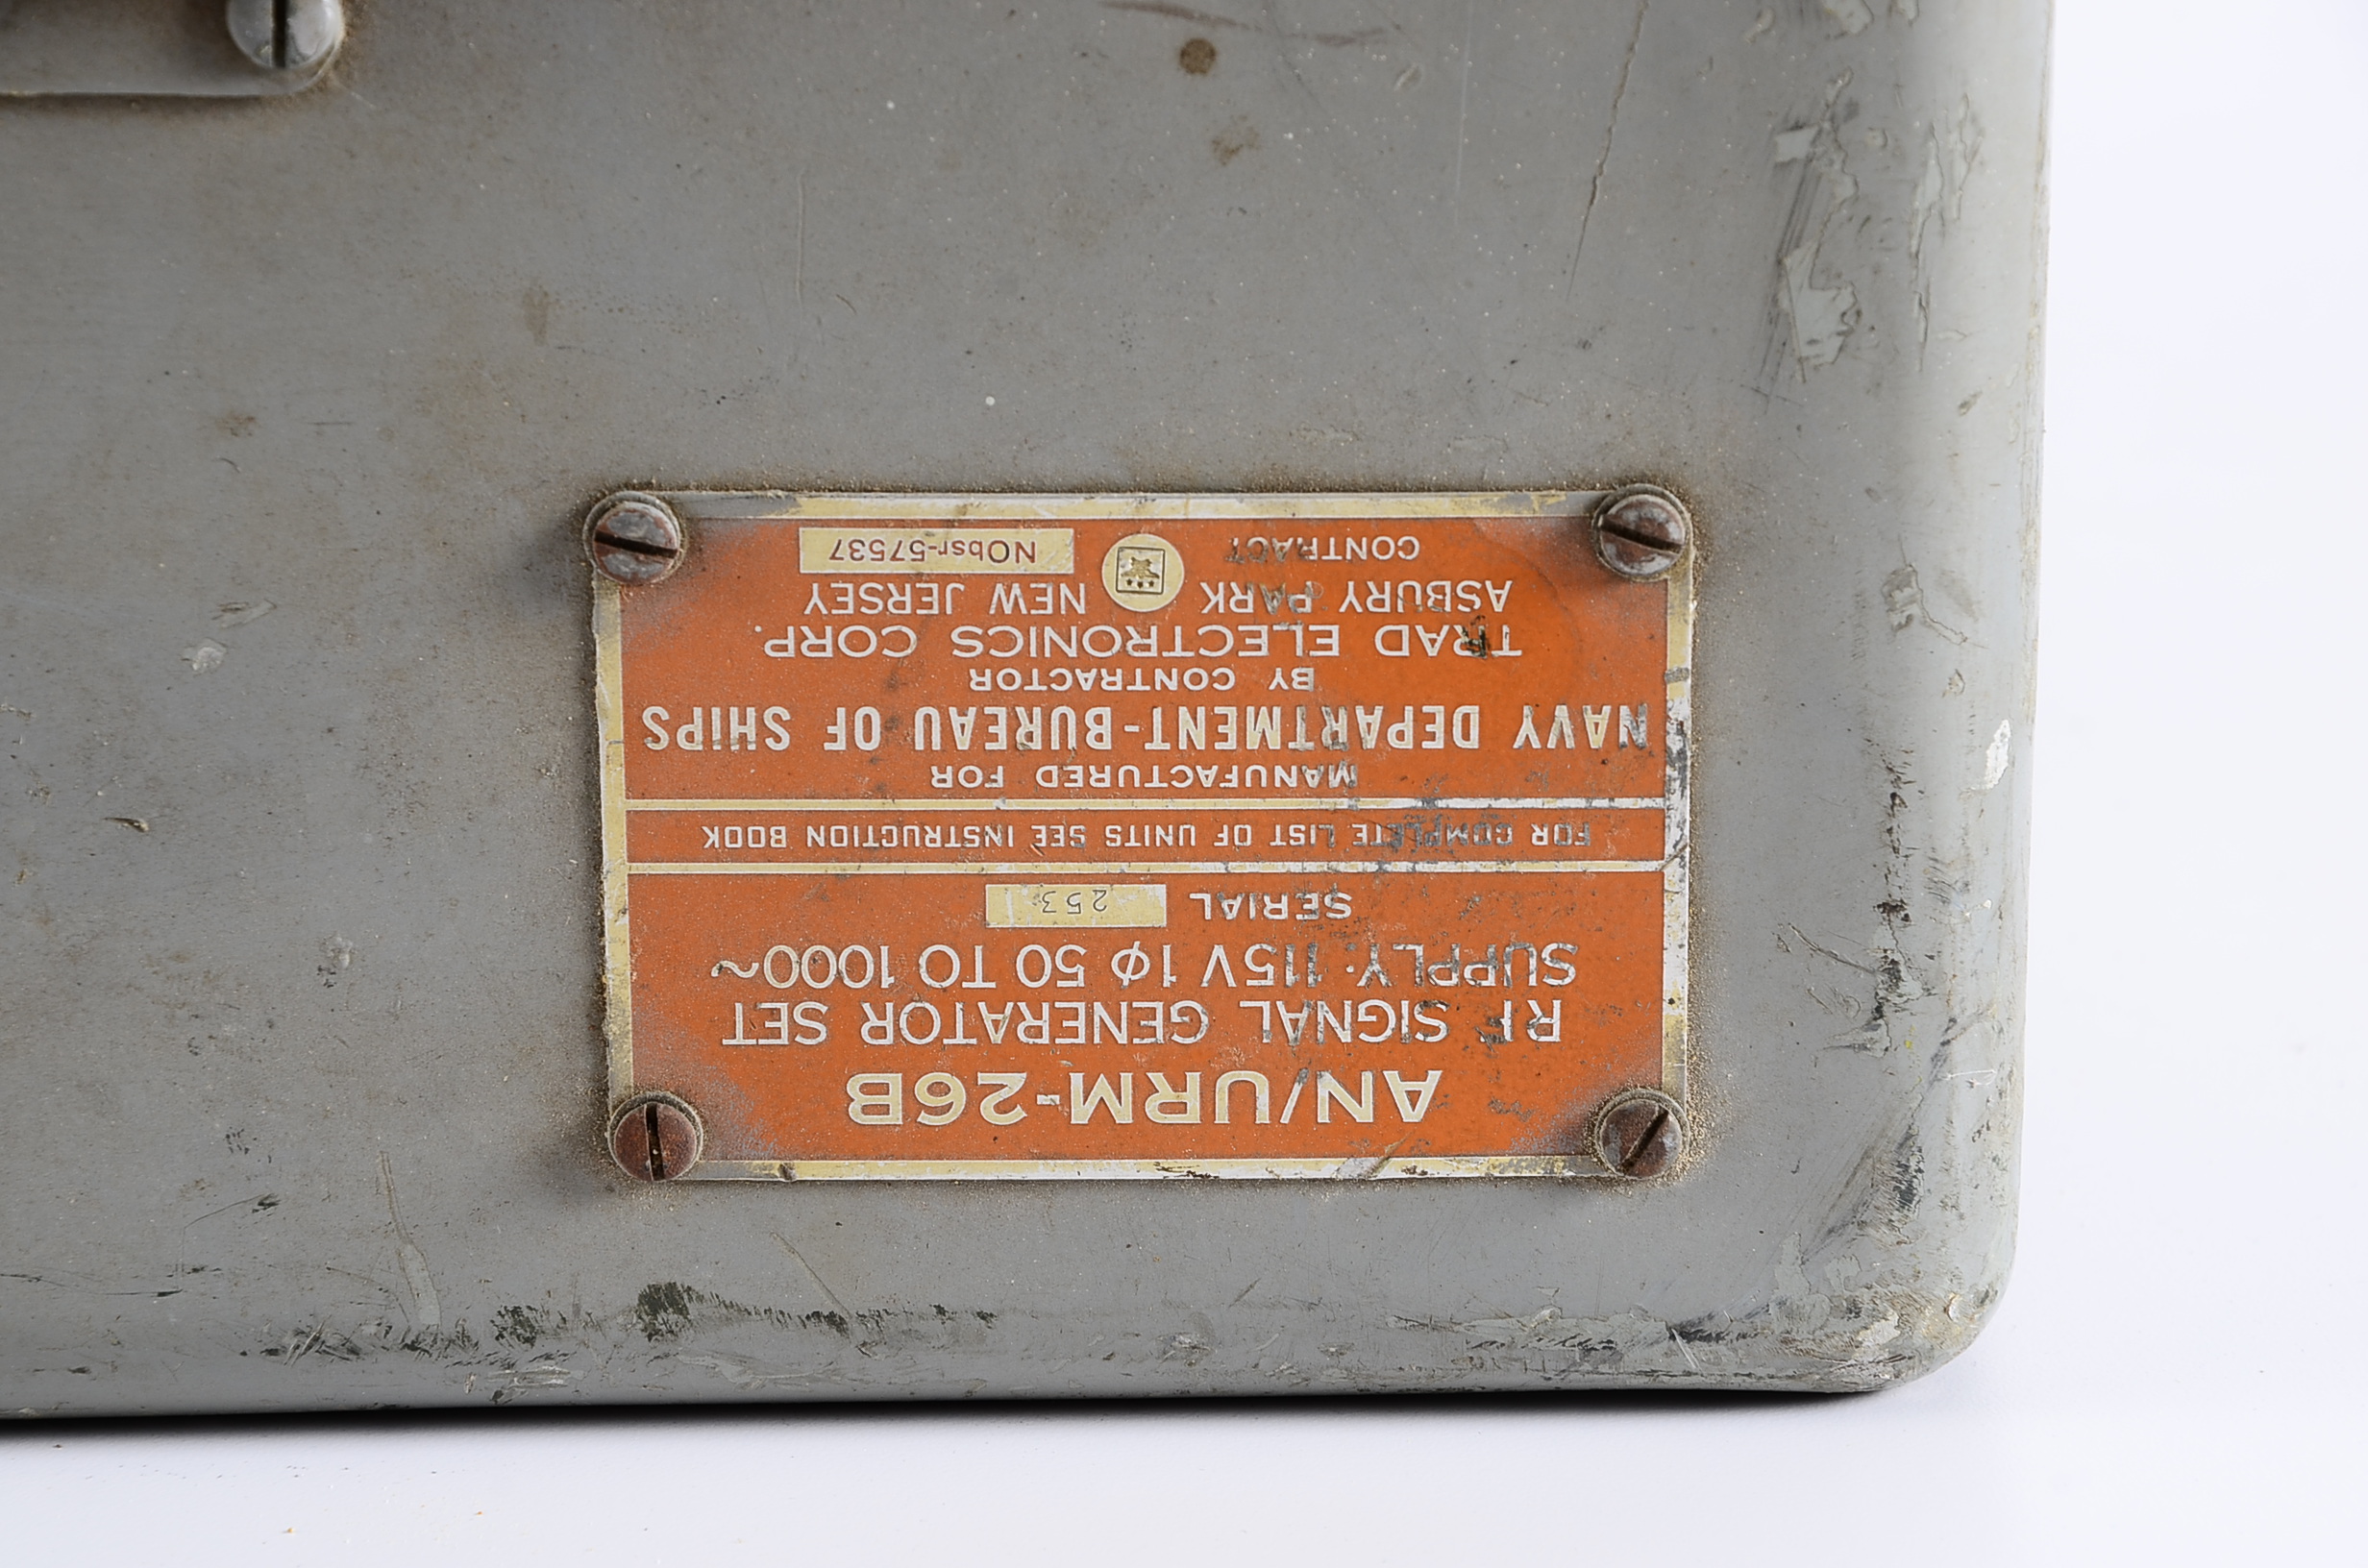 AN/URM-26B
RF SIGNAL GENERATOR SET
SUPPLY: 115V 1φ 50 TO 1000~
SERIAL 253
FOR COMPLETE LIST OF UNITS SEE INSTRUCTION BOOK
MANUFACTURED FOR
NAVY DEPARTMENT-BUREAU OF SHIPS
BY CONTRACTOR
TRAD ELECTRONICS CORP.
ASBURY PARK NEW JERSEY
CONTRACT NObsr-57537